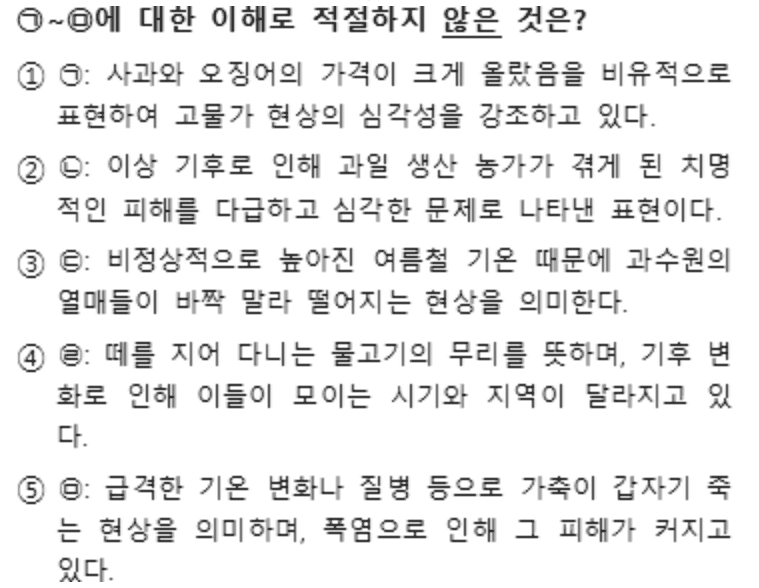 ㉠~㉤에 대한 이해로 적절하지 않은 것은?
① ㉠: 사과와 오징어의 가격이 크게 올랐음을 비유적으로
표현하여 고물가 현상의 심각성을 강조하고 있다.
② ㉡: 이상 기후로 인해 과일 생산 농가가 겪게 된 치명
적인 피해를 다급하고 심각한 문제로 나타낸 표현이다.
③ ㉢: 비정상적으로 높아진 여름철 기온 때문에 과수원의
열매들이 바짝 말라 떨어지는 현상을 의미한다.
④ ㉣: 떼를 지어 다니는 물고기의 무리를 뜻하며, 기후 변
화로 인해 이들이 모이는 시기와 지역이 달라지고 있
다.
⑤ ㉤: 급격한 기온 변화나 질병 등으로 가축이 갑자기 죽
는 현상을 의미하며, 폭염으로 인해 그 피해가 커지고
있다.